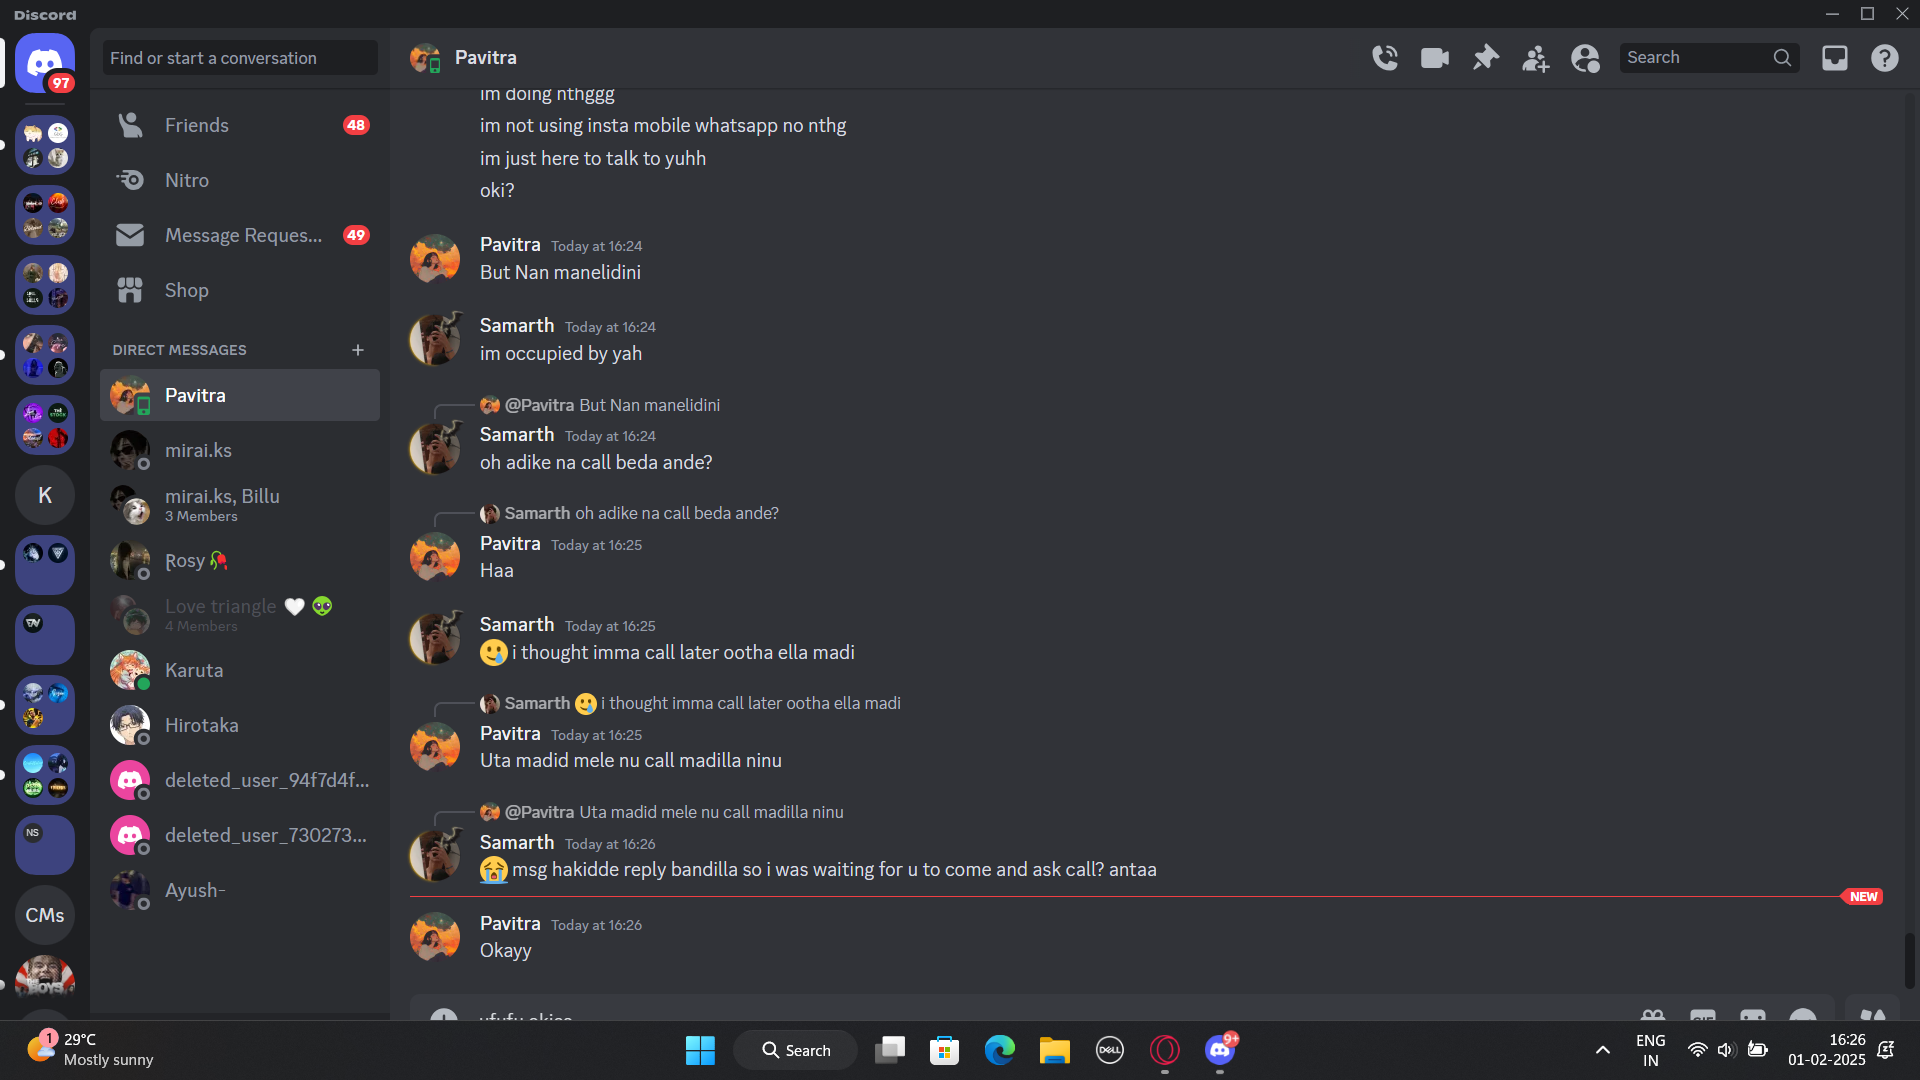 Discord
97
Find or start a conversation
Friends
48
Nitro
Message Reques...
49
Shop
DIRECT MESSAGES
Pavitra
mirai.ks
mirai.ks, Billu
3 Members
Rosy🥀
Love triangle 🤍 👽
4 Members
Karuta
Hirotaka
deleted_user_94f7d4f...
deleted_user_730273...
Ayush-
K
NS
CMs
Pavitra
Search
im doing nthggg
im not using insta mobile whatsapp no nthg
im just here to talk to yuhh
oki?
Pavitra Today at 16:24
But Nan manelidini
Samarth Today at 16:24
im occupied by yah
@Pavitra But Nan manelidini
Samarth Today at 16:24
oh adike na call beda ande?
Samarth oh adike na call beda ande?
Pavitra Today at 16:25
Haa
Samarth Today at 16:25
🥲 i thought imma call later ootha ella madi
Samarth 🥲 i thought imma call later ootha ella madi
Pavitra Today at 16:25
Uta madid mele nu call madilla ninu
@Pavitra Uta madid mele nu call madilla ninu
Samarth Today at 16:26
😭 msg hakidde reply bandilla so i was waiting for u to come and ask call? antaa
NEW
Pavitra Today at 16:26
Okayy
1
29°C
Mostly sunny
Search
DELL
9+
ENG
IN
16:26
01-02-2025